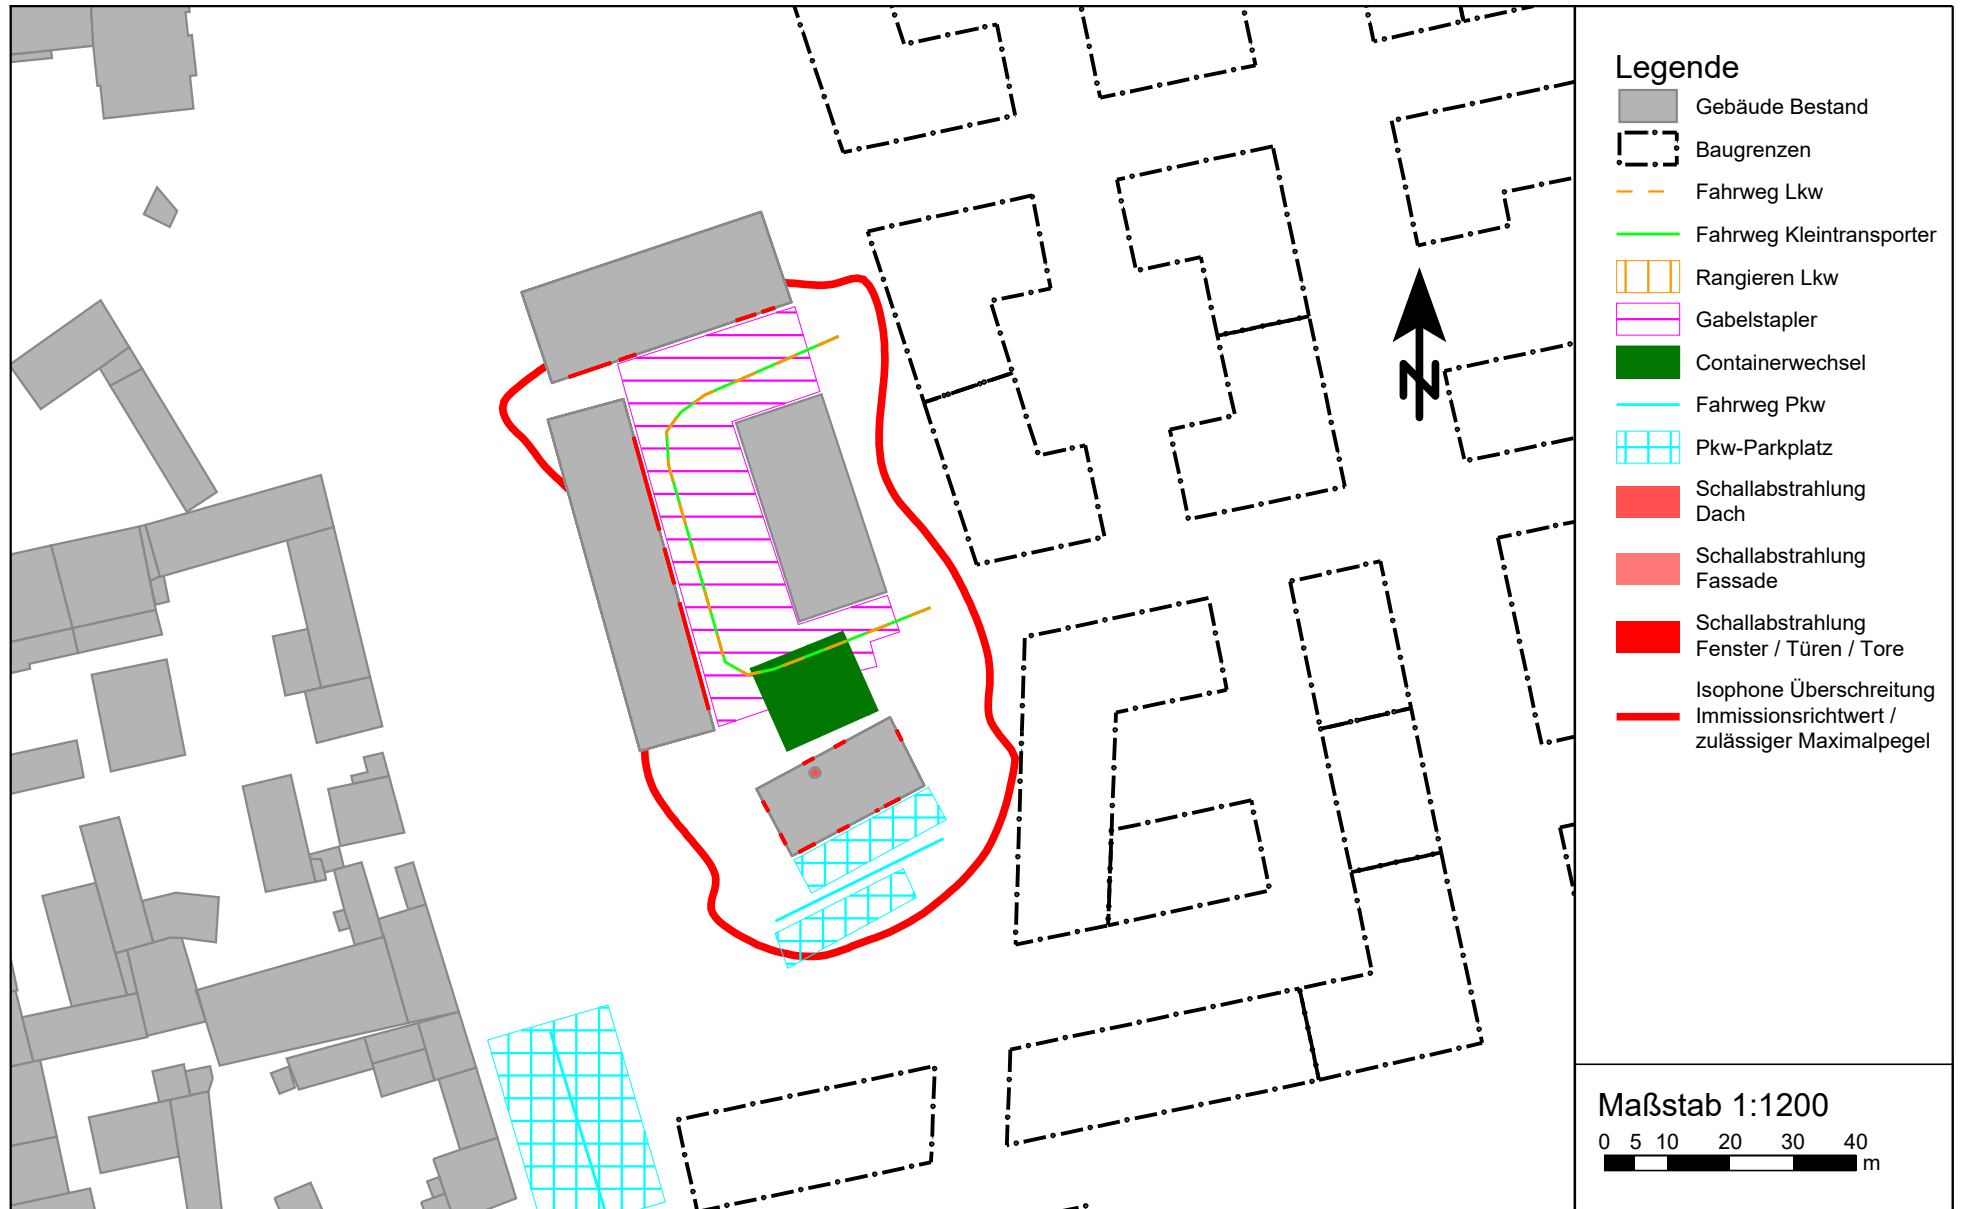 Legende
Gebäude Bestand
Baugrenzen
Fahrweg Lkw
Fahrweg Kleintransporter
Rangieren Lkw
Gabelstapler
Containerwechsel
Fahrweg Pkw
Pkw-Parkplatz
Schallabstrahlung
Dach
Schallabstrahlung
Fassade
Schallabstrahlung
Fenster / Türen / Tore
Isophone Überschreitung
Immissionsrichtwert /
zulässiger Maximalpegel
N
Maßstab 1:1200
0 5 10 20 30 40
m